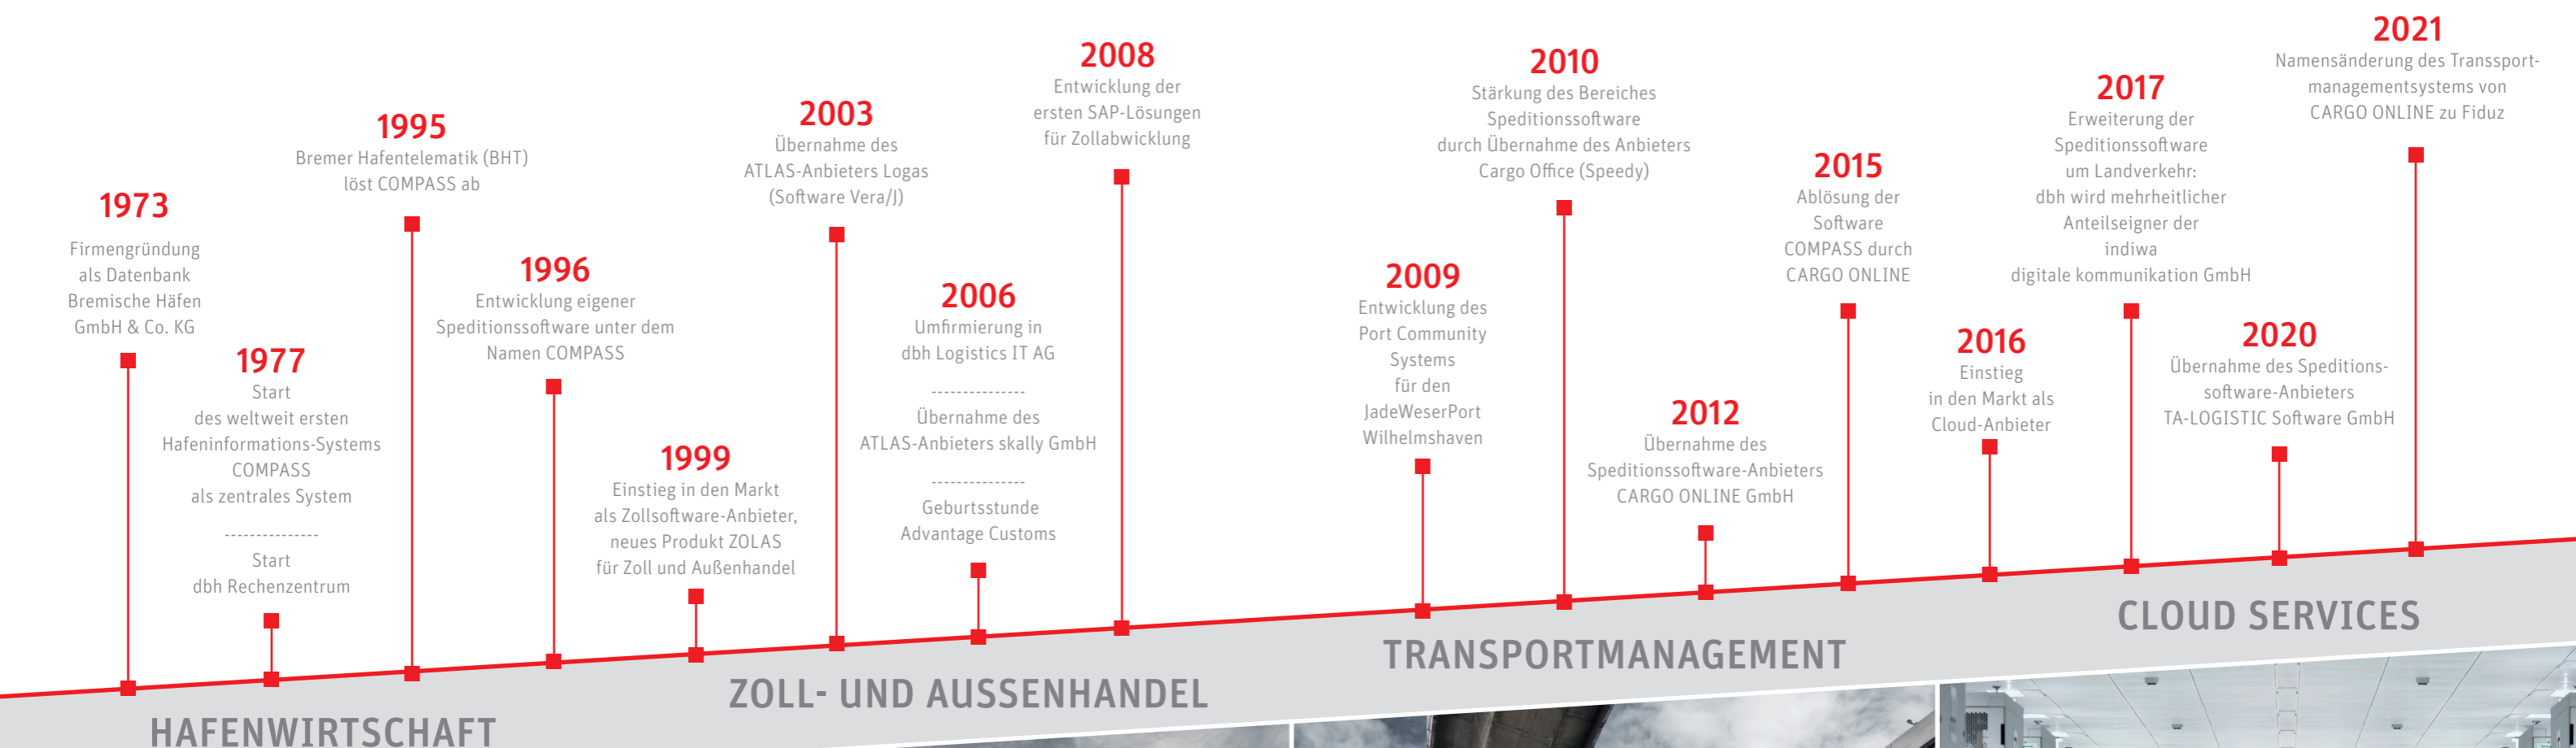 1973
Firmengründung
als Datenbank
Bremische Häfen
GmbH & Co. KG
1977
Start
des weltweit ersten
Hafeninformations-Systems
COMPASS
als zentrales System
---------------
Start
dbh Rechenzentrum
1995
Bremer Hafentelematik (BHT)
löst COMPASS ab
1996
Entwicklung eigener
Speditionssoftware unter dem
Namen COMPASS
1999
Einstieg in den Markt
als Zollsoftware-Anbieter,
neues Produkt ZOLAS
für Zoll und Außenhandel
2003
Übernahme des
ATLAS-Anbieters Logas
(Software Vera/J)
2006
Umfirmierung in
dbh Logistics IT AG
---------------
Übernahme des
ATLAS-Anbieters skally GmbH
---------------
Geburtsstunde
Advantage Customs
2008
Entwicklung der
ersten SAP-Lösungen
für Zollabwicklung
2009
Entwicklung des
Port Community
Systems
für den
JadeWeserPort
Wilhelmshaven
2010
Stärkung des Bereiches
Speditionssoftware
durch Übernahme des Anbieters
Cargo Office (Speedy)
2012
Übernahme des
Speditionssoftware-Anbieters
CARGO ONLINE GmbH
2015
Ablösung der
Software
COMPASS durch
CARGO ONLINE
2016
Einstieg
in den Markt als
Cloud-Anbieter
2017
Erweiterung der
Speditionssoftware
um Landverkehr:
dbh wird mehrheitlicher
Anteilseigner der
indiwa
digitale kommunikation GmbH
2020
Übernahme des Speditions-
software-Anbieters
TA-LOGISTIC Software GmbH
2021
Namensänderung des Transsport-
managementsystems von
CARGO ONLINE zu Fiduz
HAFENWIRTSCHAFT
ZOLL- UND AUSSENHANDEL
TRANSPORTMANAGEMENT
CLOUD SERVICES